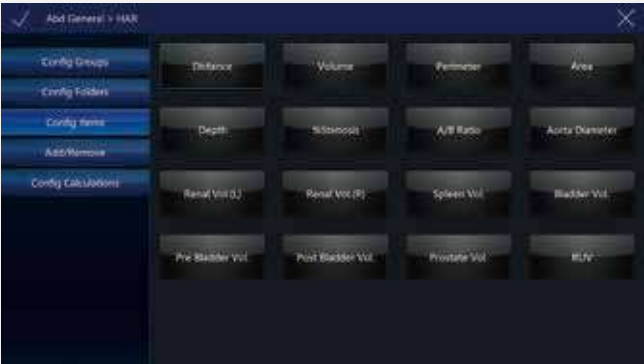 Abd General > HAR
Config Groups
Config Folders
Config Items
Add/Remove
Config Calculations
Distance
Volume
Perimeter
Area
Depth
%Stenosis
A/B Ratio
Aorta Diameter
Renal Vol.(L)
Renal Vol.(R)
Spleen Vol.
Bladder Vol.
Pre Bladder Vol.
Post Bladder Vol.
Prostate Vol.
RUV